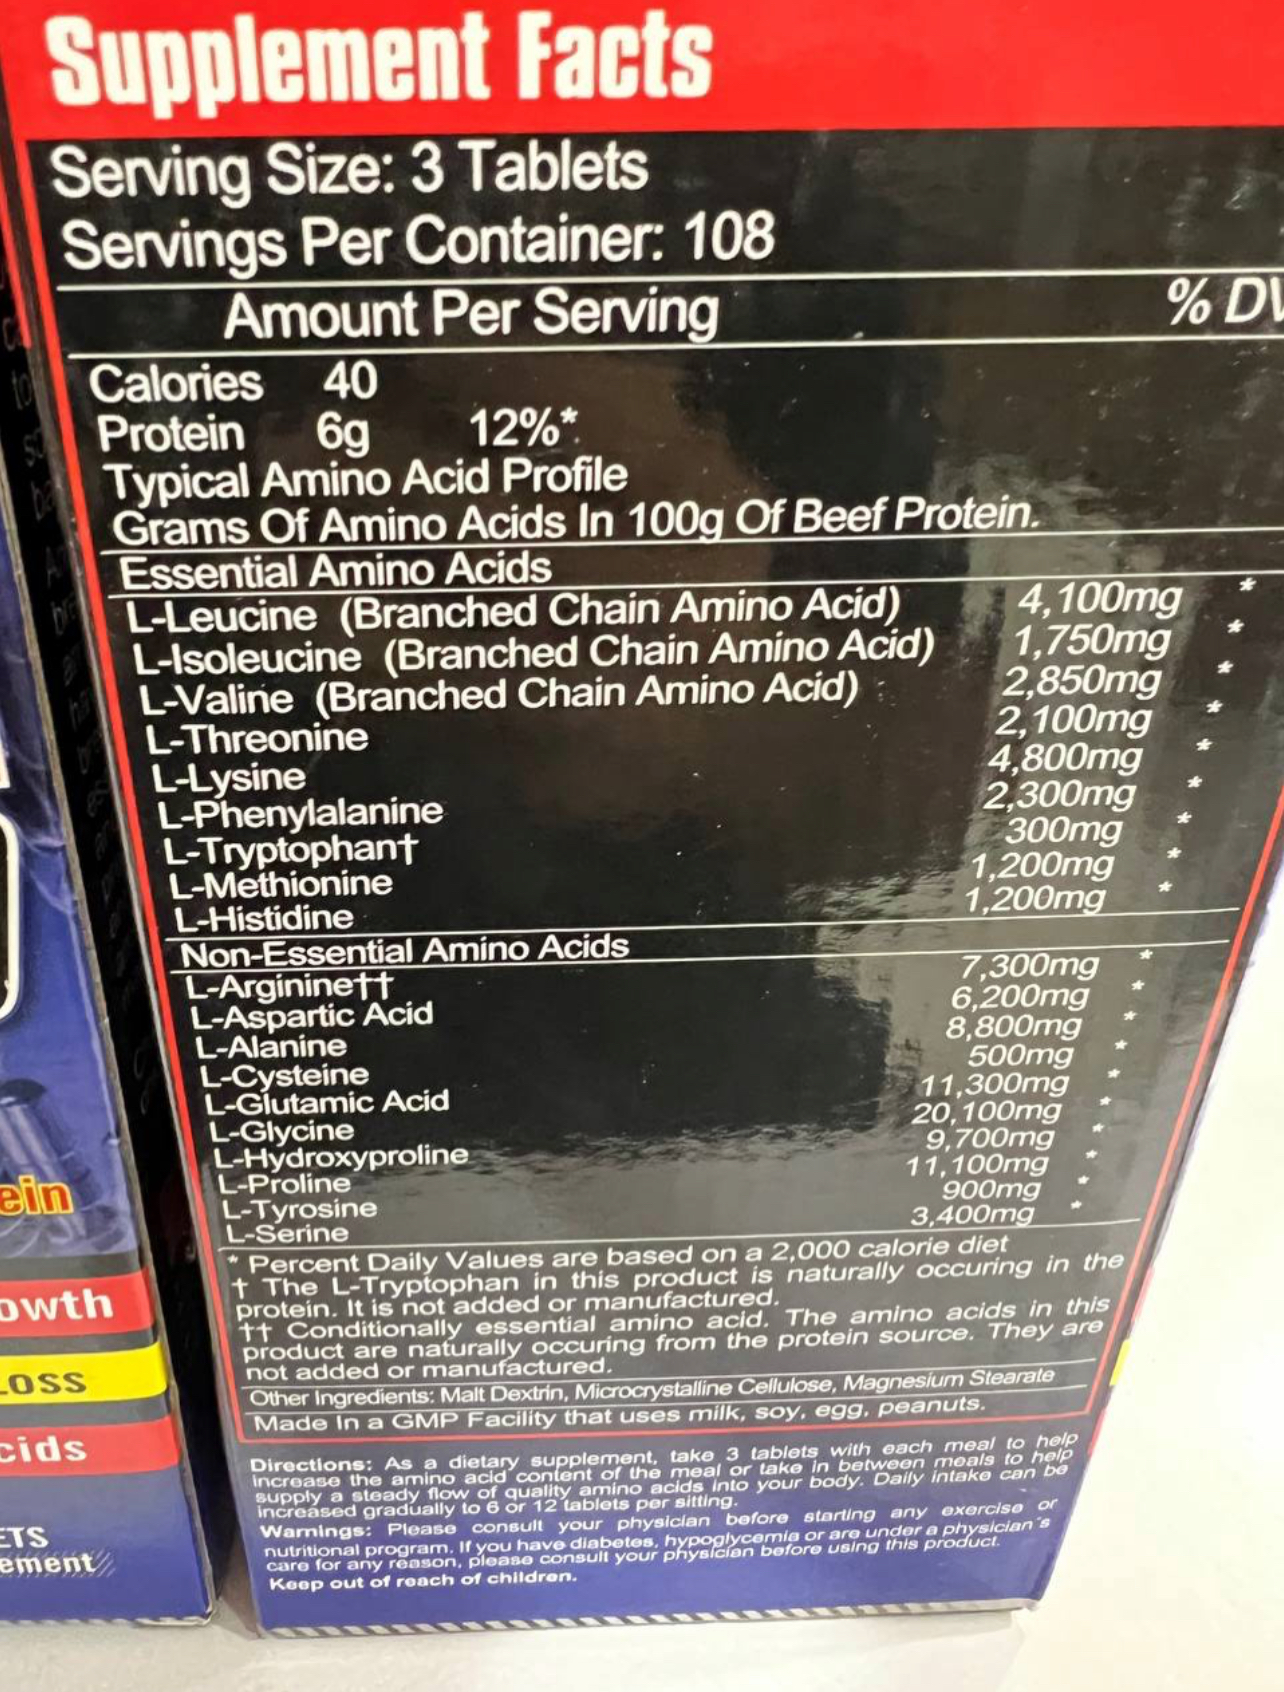 Supplement Facts
Serving Size: 3 Tablets
Servings Per Container: 108
Amount Per Serving % DV
Calories 40
Protein 6g 12%*
Typical Amino Acid Profile
Grams Of Amino Acids In 100g Of Beef Protein.
Essential Amino Acids
L-Leucine (Branched Chain Amino Acid) 4,100mg *
L-Isoleucine (Branched Chain Amino Acid) 1,750mg *
L-Valine (Branched Chain Amino Acid) 2,850mg *
L-Threonine 2,100mg *
L-Lysine 4,800mg *
L-Phenylalanine 2,300mg *
L-Tryptophan† 300mg *
L-Methionine 1,200mg *
L-Histidine 1,200mg *
Non-Essential Amino Acids
L-Arginine†† 7,300mg *
L-Aspartic Acid 6,200mg *
L-Alanine 8,800mg *
L-Cysteine 500mg *
L-Glutamic Acid 11,300mg *
L-Glycine 20,100mg *
L-Hydroxyproline 9,700mg *
L-Proline 11,100mg *
L-Tyrosine 900mg *
L-Serine 3,400mg *
* Percent Daily Values are based on a 2,000 calorie diet
† The L-Tryptophan in this product is naturally occuring in the
protein. It is not added or manufactured.
†† Conditionally essential amino acid. The amino acids in this
product are naturally occuring from the protein source. They are
not added or manufactured.
Other Ingredients: Malt Dextrin, Microcrystalline Cellulose, Magnesium Stearate
Made In a GMP Facility that uses milk, soy, egg, peanuts.
Directions: As a dietary supplement, take 3 tablets with each meal to help
increase the amino acid content of the meal or take in between meals to help
supply a steady flow of quality amino acids into your body. Daily intake can be
increased gradually to 6 or 12 tablets per sitting.
Warnings: Please consult your physician before starting any exercise or
nutritional program. If you have diabetes, hypoglycemia or are under a physician's
care for any reason, please consult your physician before using this product.
Keep out of reach of children.
ein
owth
LOSS
cids
ETS
ement